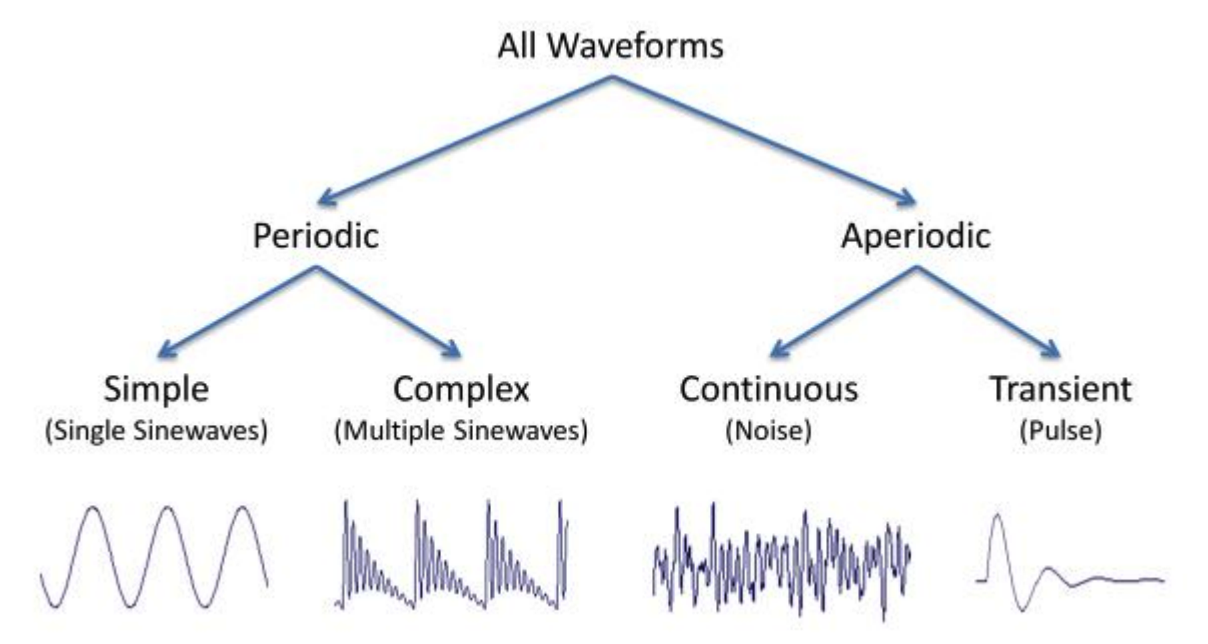 All Waveforms
Periodic
Aperiodic
Simple
(Single Sinewaves)
Complex
(Multiple Sinewaves)
Continuous
(Noise)
Transient
(Pulse)